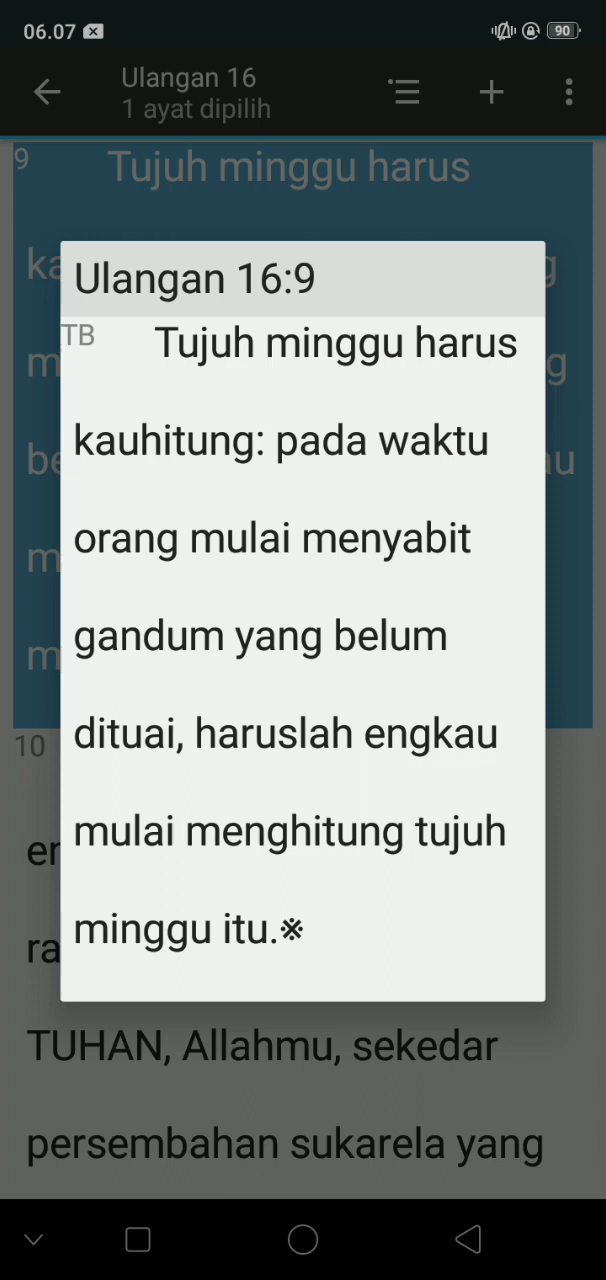 06.07
90
Ulangan 16
1 ayat dipilih
9 Tujuh minggu harus
Ulangan 16:9
TB Tujuh minggu harus
kauhitung: pada waktu
orang mulai menyabit
gandum yang belum
dituai, haruslah engkau
mulai menghitung tujuh
minggu itu.※
10
TUHAN, Allahmu, sekedar
persembahan sukarela yang